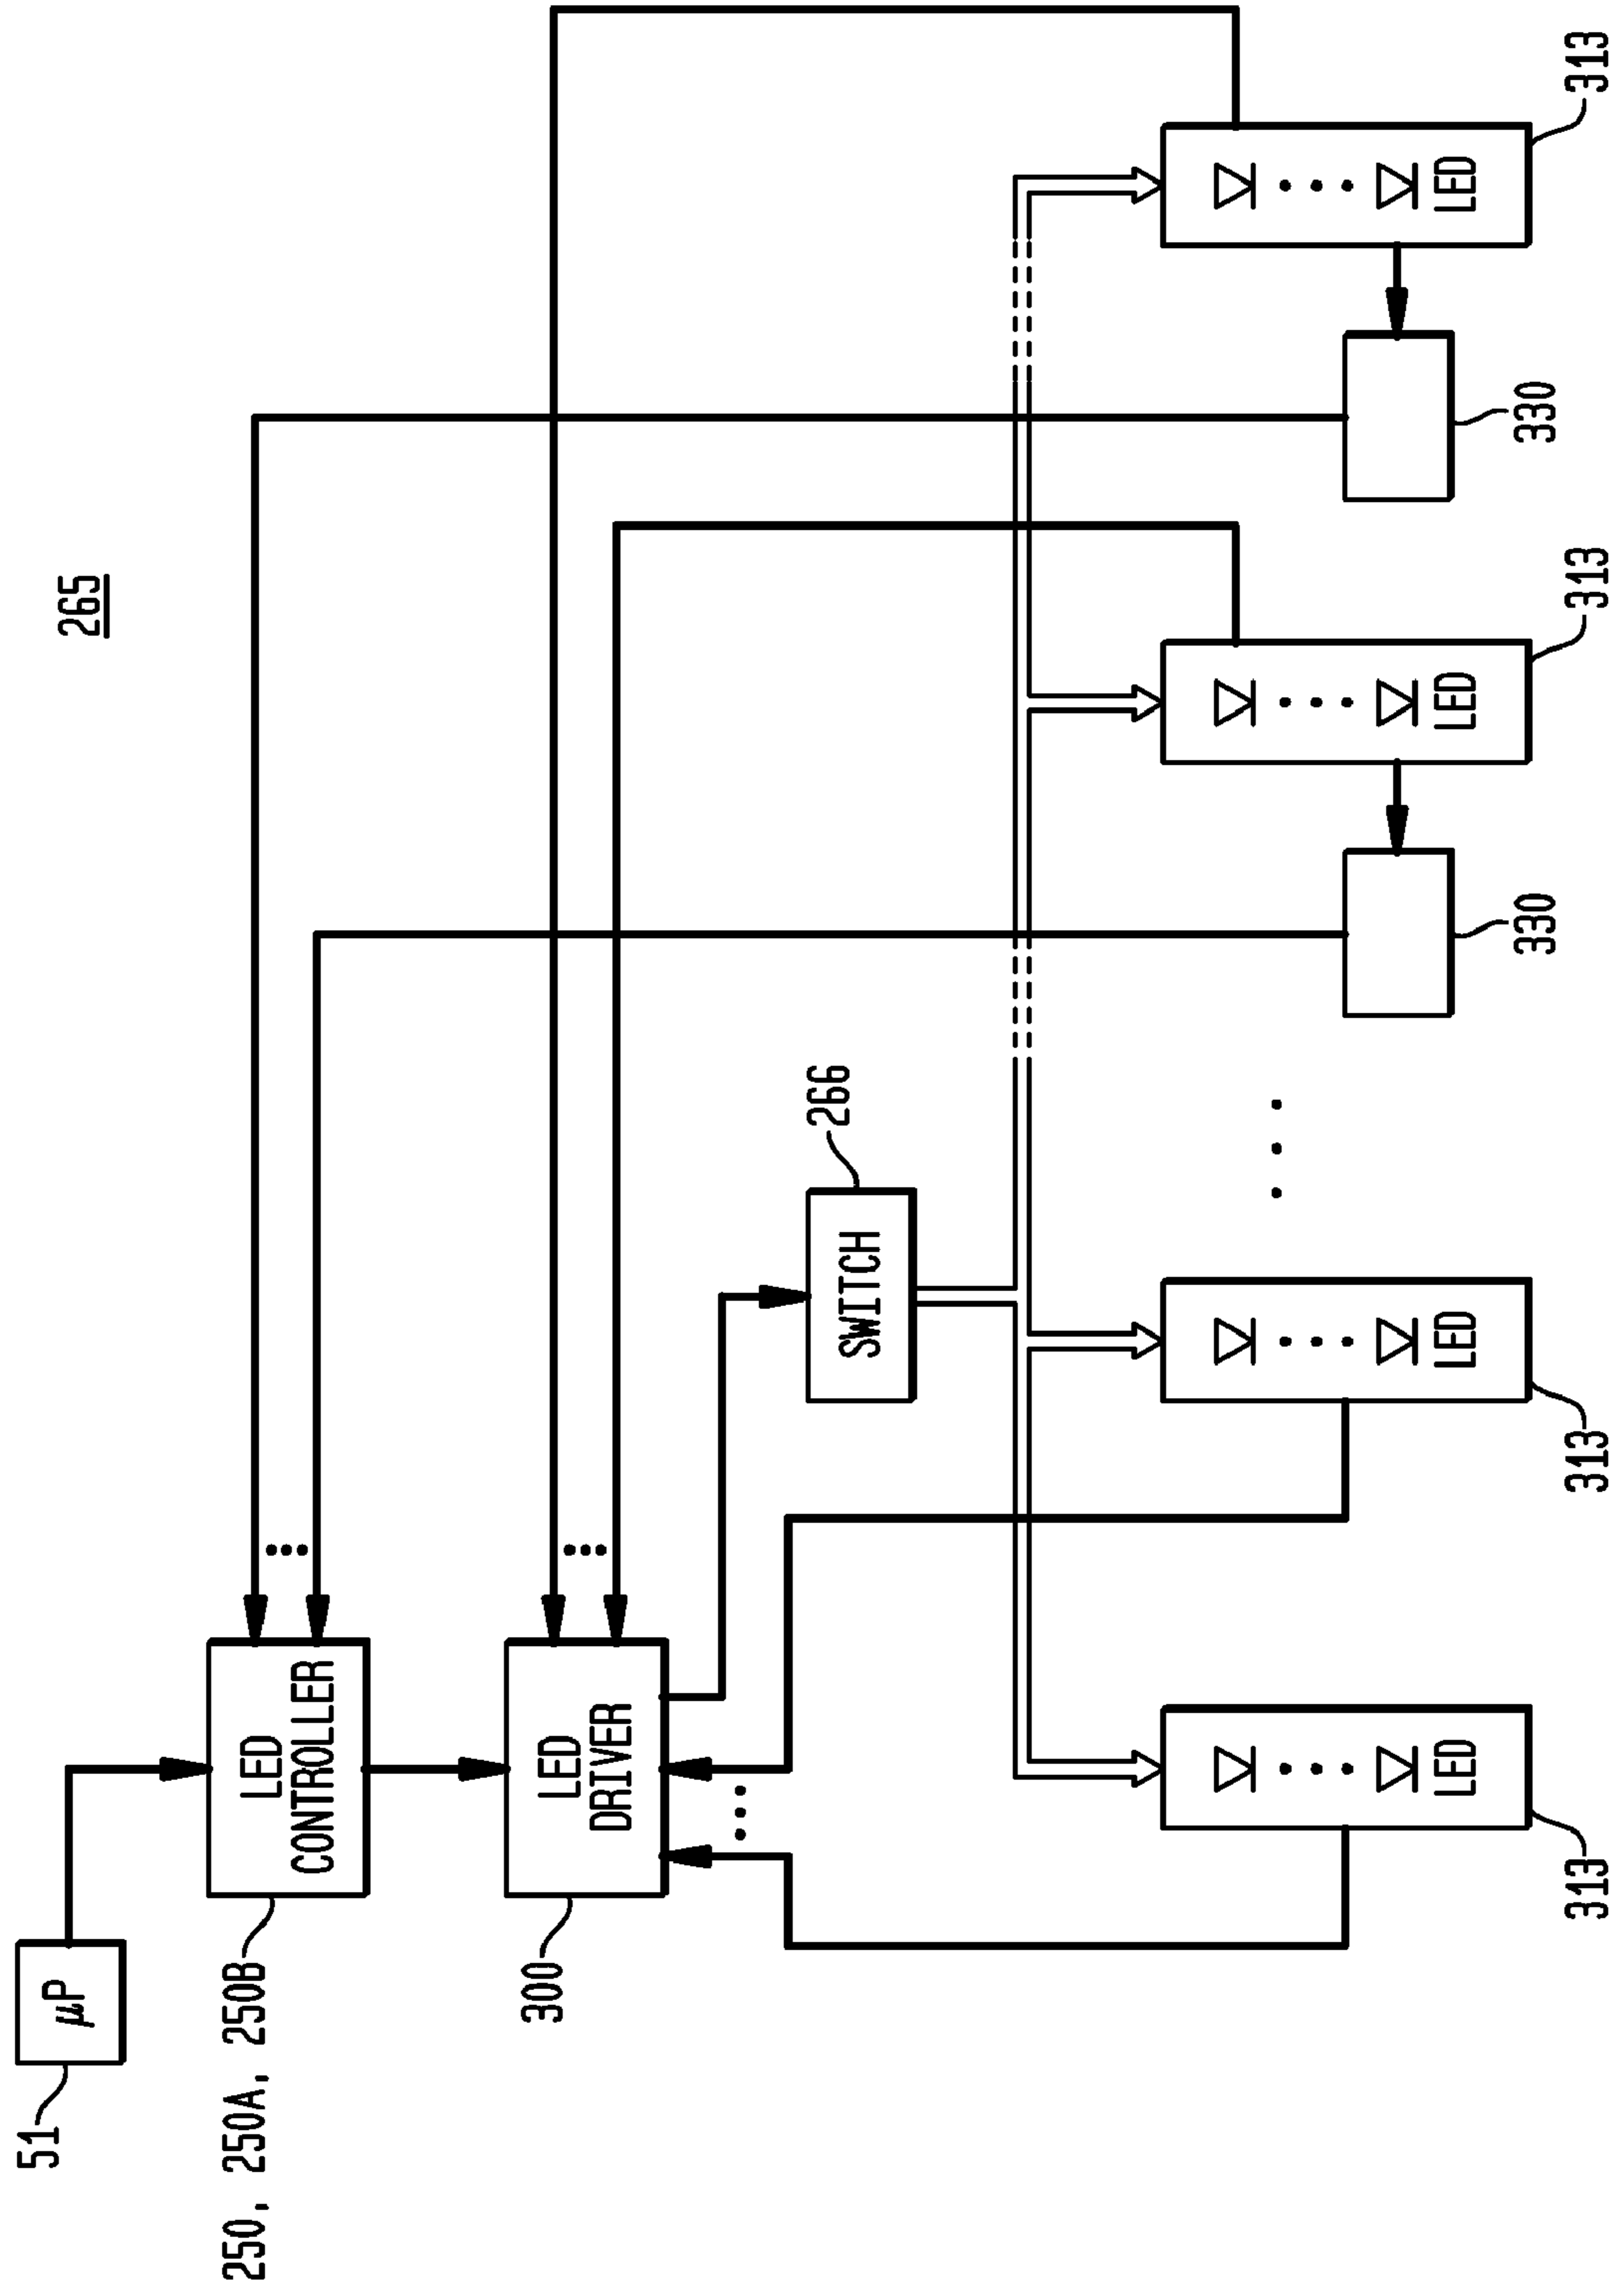 265
51
µP
250, 250A, 250B
LED
CONTROLLER
300
LED
DRIVER
SWITCH
266
LED
313
LED
313
330
LED
313
330
LED
313